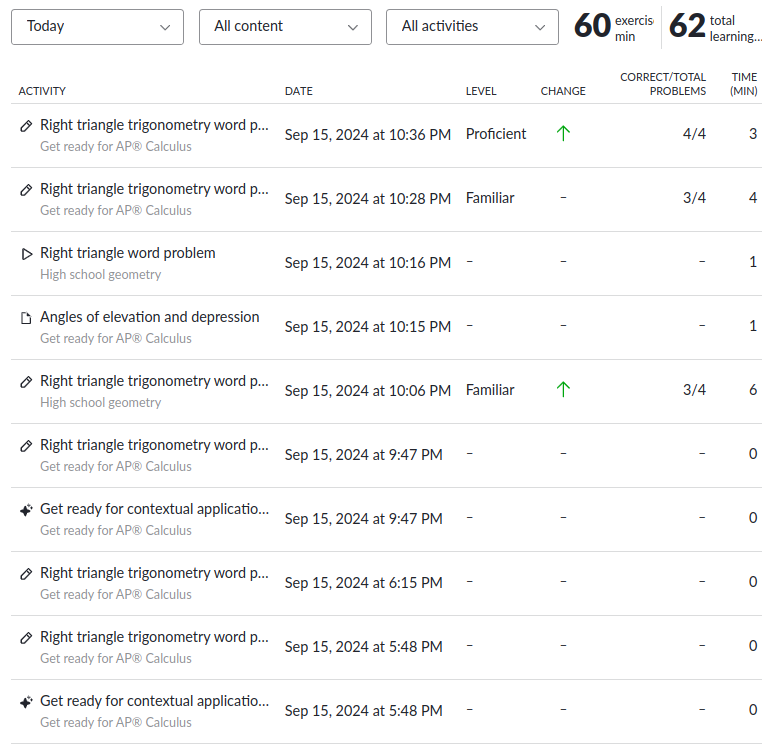 Today All content All activities 60 exercis min 62 total learning...
ACTIVITY DATE LEVEL CHANGE CORRECT/TOTAL PROBLEMS TIME (MIN)
Right triangle trigonometry word p... Sep 15, 2024 at 10:36 PM Proficient ↑ 4/4 3
Get ready for AP® Calculus
Right triangle trigonometry word p... Sep 15, 2024 at 10:28 PM Familiar – 3/4 4
Get ready for AP® Calculus
Right triangle word problem Sep 15, 2024 at 10:16 PM – – – 1
High school geometry
Angles of elevation and depression Sep 15, 2024 at 10:15 PM – – – 1
Get ready for AP® Calculus
Right triangle trigonometry word p... Sep 15, 2024 at 10:06 PM Familiar ↑ 3/4 6
High school geometry
Right triangle trigonometry word p... Sep 15, 2024 at 9:47 PM – – – 0
Get ready for AP® Calculus
Get ready for contextual applicatio... Sep 15, 2024 at 9:47 PM – – – 0
Get ready for AP® Calculus
Right triangle trigonometry word p... Sep 15, 2024 at 6:15 PM – – – 0
Get ready for AP® Calculus
Right triangle trigonometry word p... Sep 15, 2024 at 5:48 PM – – – 0
Get ready for AP® Calculus
Get ready for contextual applicatio... Sep 15, 2024 at 5:48 PM – – – 0
Get ready for AP® Calculus